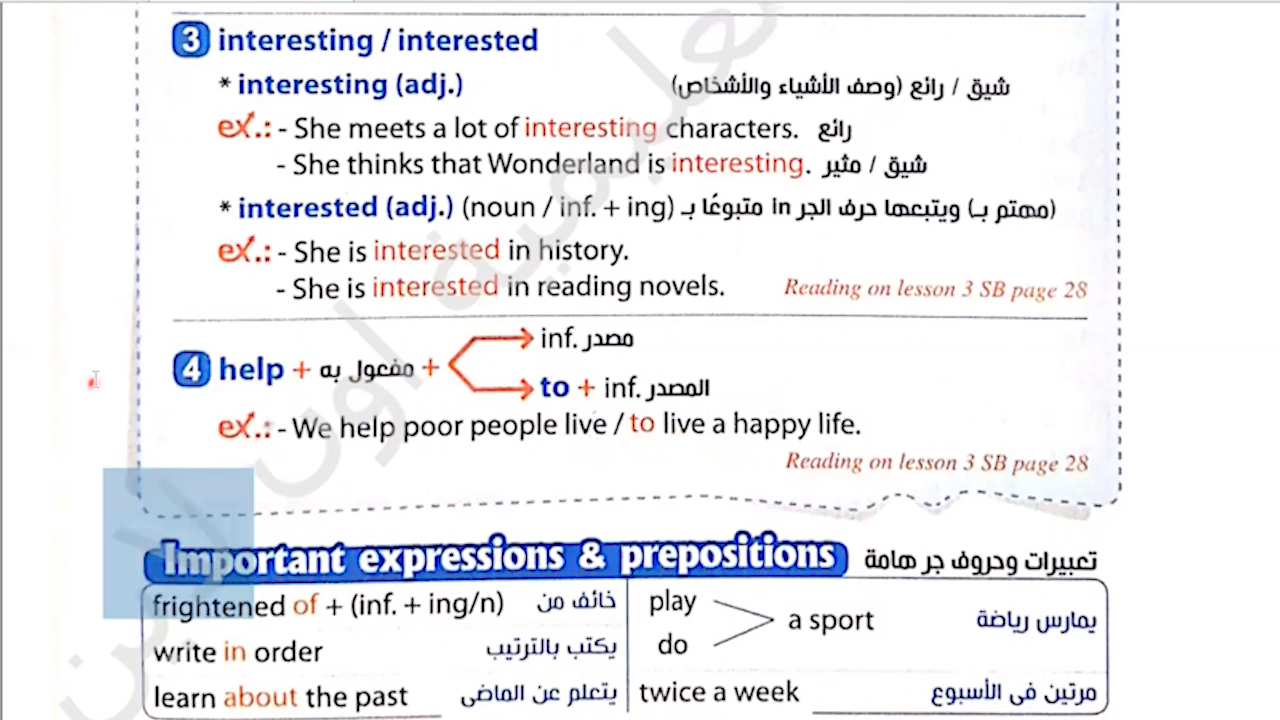 3 interesting / interested
* interesting (adj.) شيق / رائع (وصف الأشياء والأشخاص)
ex.: - She meets a lot of interesting characters. رائع
- She thinks that Wonderland is interesting. شيق / مثير
* interested (adj.) (noun / inf. + ing) (مهتم بـ) ويتبعها حرف الجر in متبوعًا بـ
ex.: - She is interested in history.
- She is interested in reading novels. Reading on lesson 3 SB page 28
inf. مصدر
4 help + مفعول به +
to + inf. المصدر
ex.: - We help poor people live / to live a happy life.
Reading on lesson 3 SB page 28
Important expressions & prepositions تعبيرات وحروف جر هامة
frightened of + (inf. + ing/n) خائف من
write in order يكتب بالترتيب
learn about the past يتعلم عن الماضى
play
do
a sport يمارس رياضة
twice a week مرتين فى الأسبوع